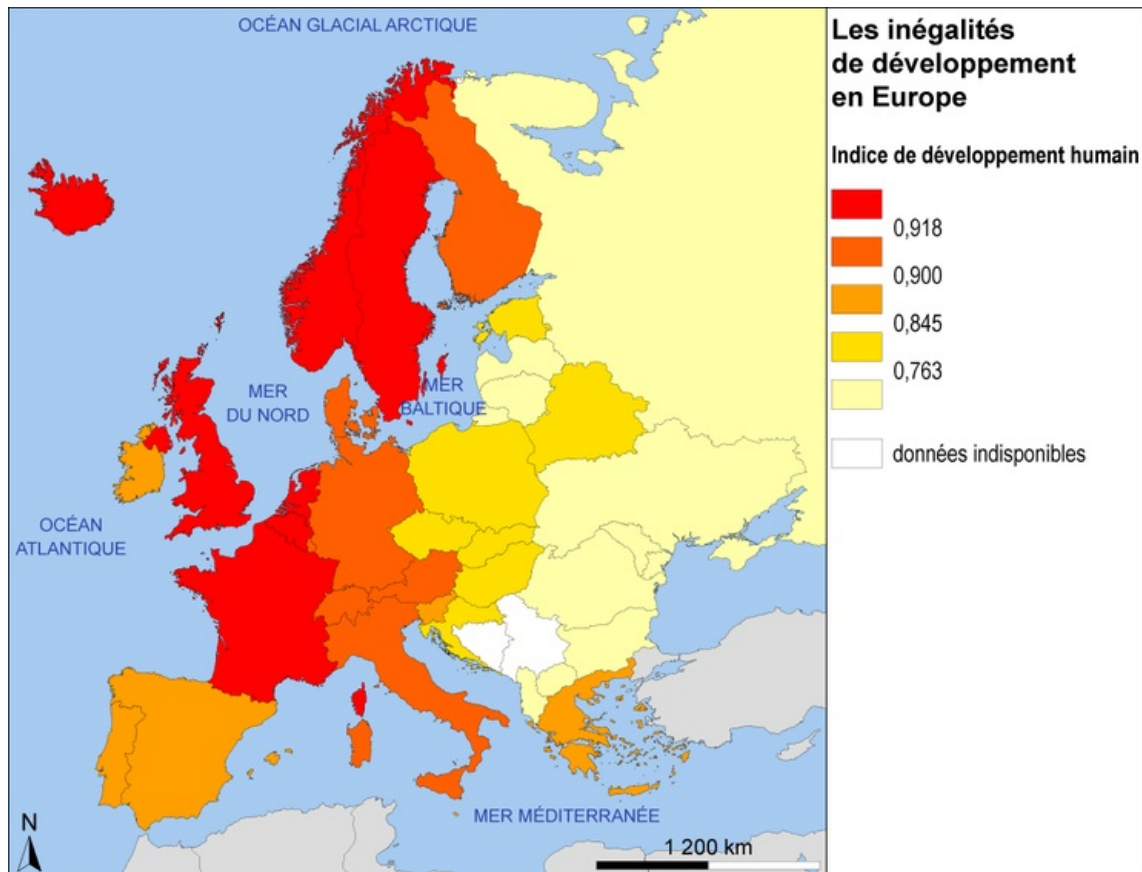 OCÉAN GLACIAL ARCTIQUE
MER
DU NORD
MER
BALTIQUE
OCÉAN
ATLANTIQUE
MER MÉDITERRANÉE
N
1 200 km
Les inégalités
de développement
en Europe
Indice de développement humain
0,918
0,900
0,845
0,763
données indisponibles